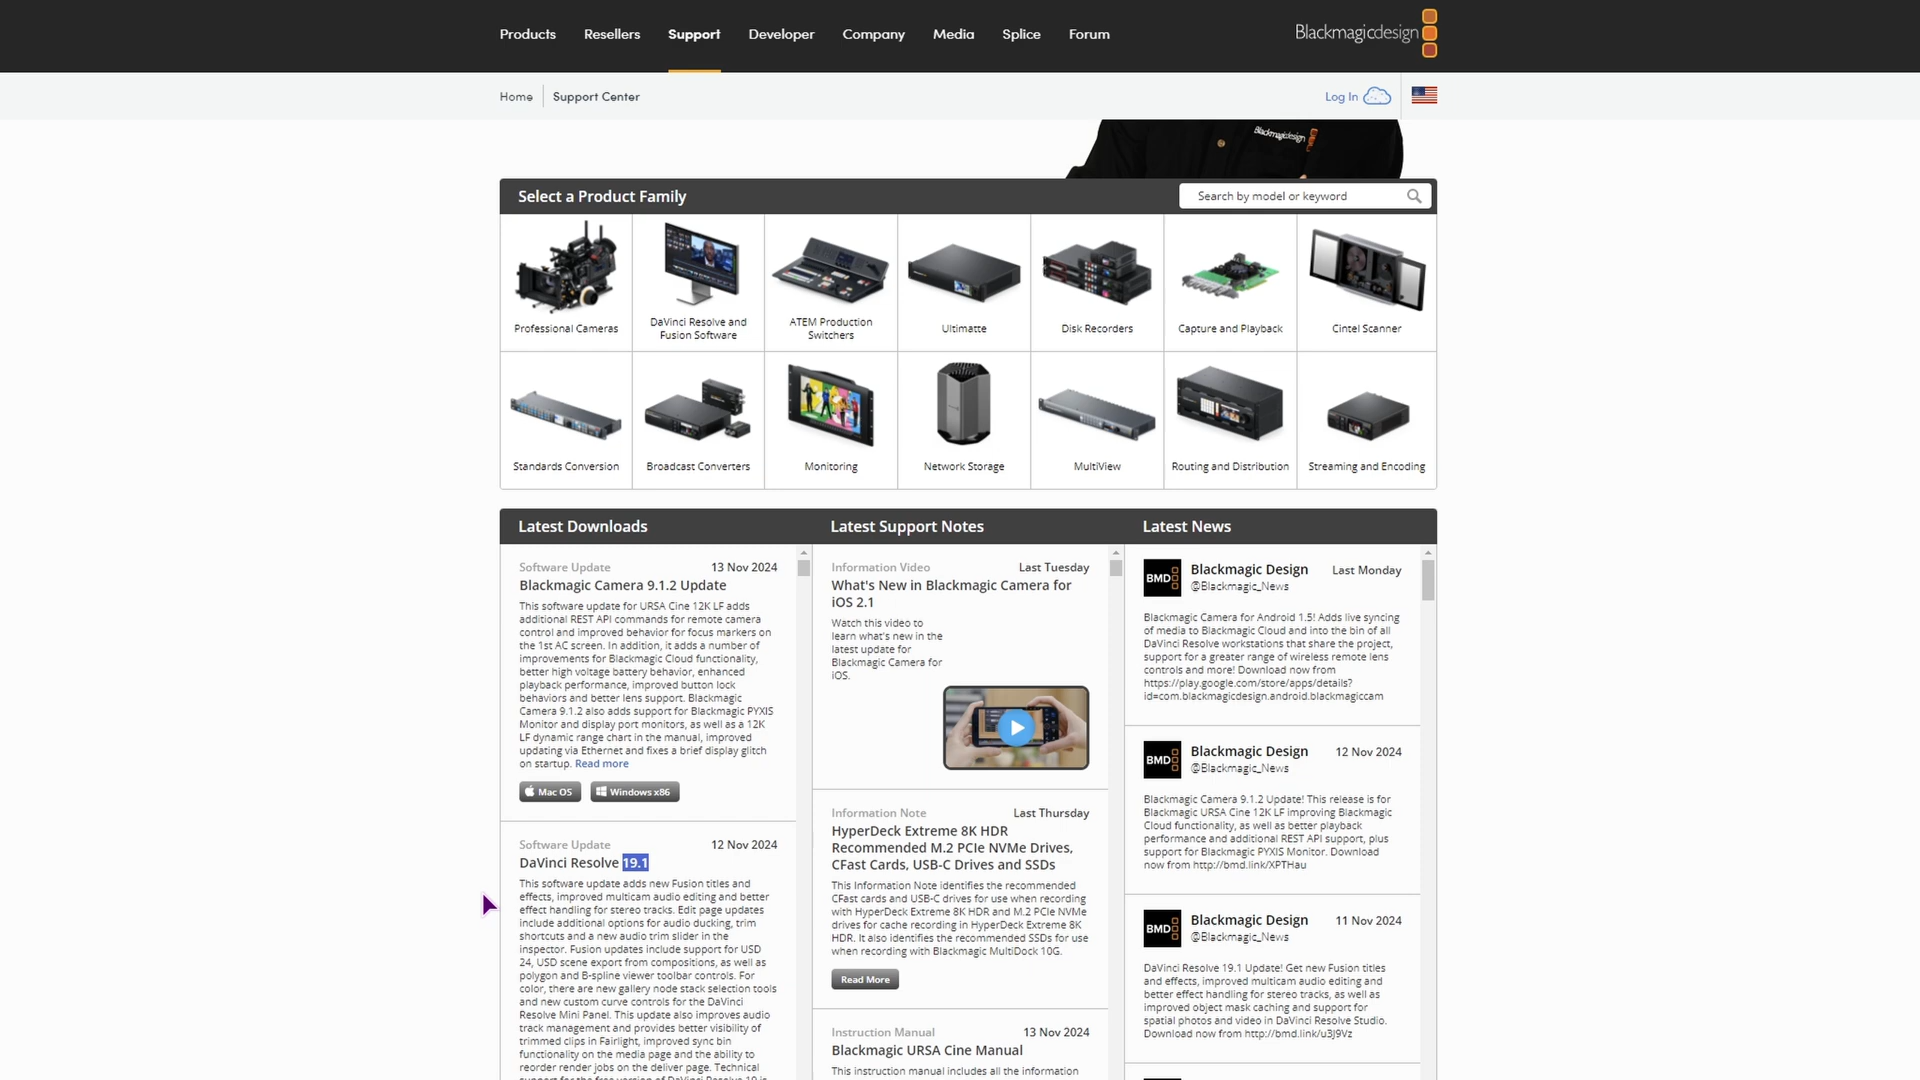 Products Resellers Support Developer Company Media Splice Forum
Blackmagicdesign
Home Support Center
Log In
Blackmagicdesign
Select a Product Family
Search by model or keyword
Professional Cameras
DaVinci Resolve and
Fusion Software
ATEM Production
Switchers
Ultimatte
Disk Recorders
Capture and Playback
Cintel Scanner
Standards Conversion
Broadcast Converters
Monitoring
Network Storage
MultiView
Routing and Distribution
Streaming and Encoding
Latest Downloads
Software Update 13 Nov 2024
Blackmagic Camera 9.1.2 Update
This software update for URSA Cine 12K LF adds
additional REST API commands for remote camera
control and improved behavior for focus markers on
the 1st AC screen. In addition, it adds a number of
improvements for Blackmagic Cloud functionality,
better high voltage battery behavior, enhanced
playback performance, improved button lock
behaviors and better lens support. Blackmagic
Camera 9.1.2 also adds support for Blackmagic PYXIS
Monitor and display port monitors, as well as a 12K
LF dynamic range chart in the manual, improved
updating via Ethernet and fixes a brief display glitch
on startup. Read more
Mac OS Windows x86
Software Update 12 Nov 2024
DaVinci Resolve 19.1
This software update adds new Fusion titles and
effects, improved multicam audio editing and better
effect handling for stereo tracks. Edit page updates
include additional options for audio ducking, trim
shortcuts and a new audio trim slider in the
inspector. Fusion updates include support for USD
24, USD scene export from compositions, as well as
polygon and B-spline viewer toolbar controls. For
color, there are new gallery node stack selection tools
and new custom curve controls for the DaVinci
Resolve Mini Panel. This update also improves audio
track management and provides better visibility of
trimmed clips in Fairlight, improved sync bin
functionality on the media page and the ability to
reorder render jobs on the deliver page. Technical
support for the free version of DaVinci Resolve 19 is
Latest Support Notes
Information Video Last Tuesday
What's New in Blackmagic Camera for
iOS 2.1
Watch this video to
learn what's new in the
latest update for
Blackmagic Camera for
iOS.
Information Note Last Thursday
HyperDeck Extreme 8K HDR
Recommended M.2 PCIe NVMe Drives,
CFast Cards, USB-C Drives and SSDs
This Information Note identifies the recommended
CFast cards and USB-C drives for use when recording
with HyperDeck Extreme 8K HDR and M.2 PCIe NVMe
drives for cache recording in HyperDeck Extreme 8K
HDR. It also identifies the recommended SSDs for use
when recording with Blackmagic MultiDock 10G.
Read More
Instruction Manual 13 Nov 2024
Blackmagic URSA Cine Manual
This instruction manual includes all the information
Latest News
BMD
Blackmagic Design Last Monday
@Blackmagic_News
Blackmagic Camera for Android 1.5! Adds live syncing
of media to Blackmagic Cloud and into the bin of all
DaVinci Resolve workstations that share the project,
support for a greater range of wireless remote lens
controls and more! Download now from
https://play.google.com/store/apps/details?
id=com.blackmagicdesign.android.blackmagiccam
BMD
Blackmagic Design 12 Nov 2024
@Blackmagic_News
Blackmagic Camera 9.1.2 Update! This release is for
Blackmagic URSA Cine 12K LF improving Blackmagic
Cloud functionality, as well as better playback
performance and additional REST API support, plus
support for Blackmagic PYXIS Monitor. Download
now from http://bmd.link/XPTHau
BMD
Blackmagic Design 11 Nov 2024
@Blackmagic_News
DaVinci Resolve 19.1 Update! Get new Fusion titles
and effects, improved multicam audio editing and
better effect handling for stereo tracks, as well as
improved object mask caching and support for
spatial photos and video in DaVinci Resolve Studio.
Download now from http://bmd.link/u3J9Vz